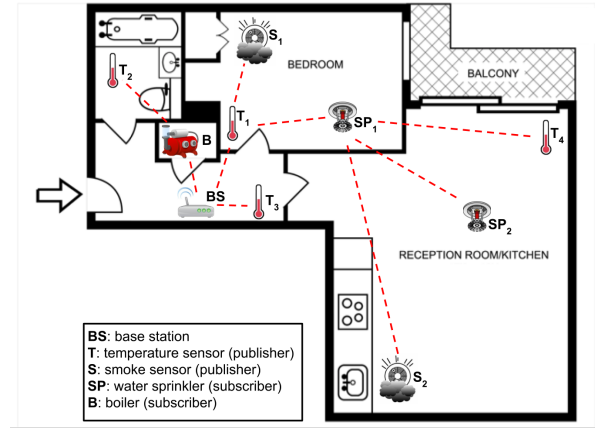 S1
T2
BEDROOM
BALCONY
B
T1
SP1
T4
BS
T3
SP2
RECEPTION ROOM/KITCHEN
S2
BS: base station
T: temperature sensor (publisher)
S: smoke sensor (publisher)
SP: water sprinkler (subscriber)
B: boiler (subscriber)